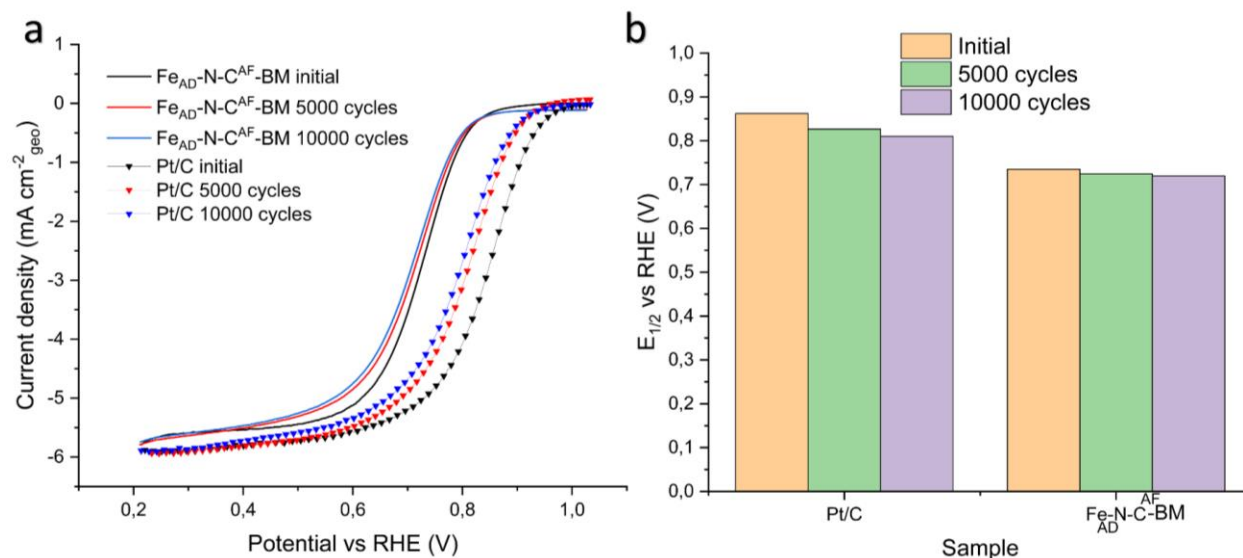 a
1
0
-1
-2
-3
-4
-5
-6
Current density (mA cm⁻²geo)
FeAD-N-CAF-BM initial
FeAD-N-CAF-BM 5000 cycles
FeAD-N-CAF-BM 10000 cycles
Pt/C initial
Pt/C 5000 cycles
Pt/C 10000 cycles
0,2 0,4 0,6 0,8 1,0
Potential vs RHE (V)
b
1,0
0,9
0,8
0,7
0,6
0,5
0,4
0,3
0,2
0,1
0,0
E1/2 vs RHE (V)
Initial
5000 cycles
10000 cycles
Pt/C FeAD-N-CAF-BM
Sample